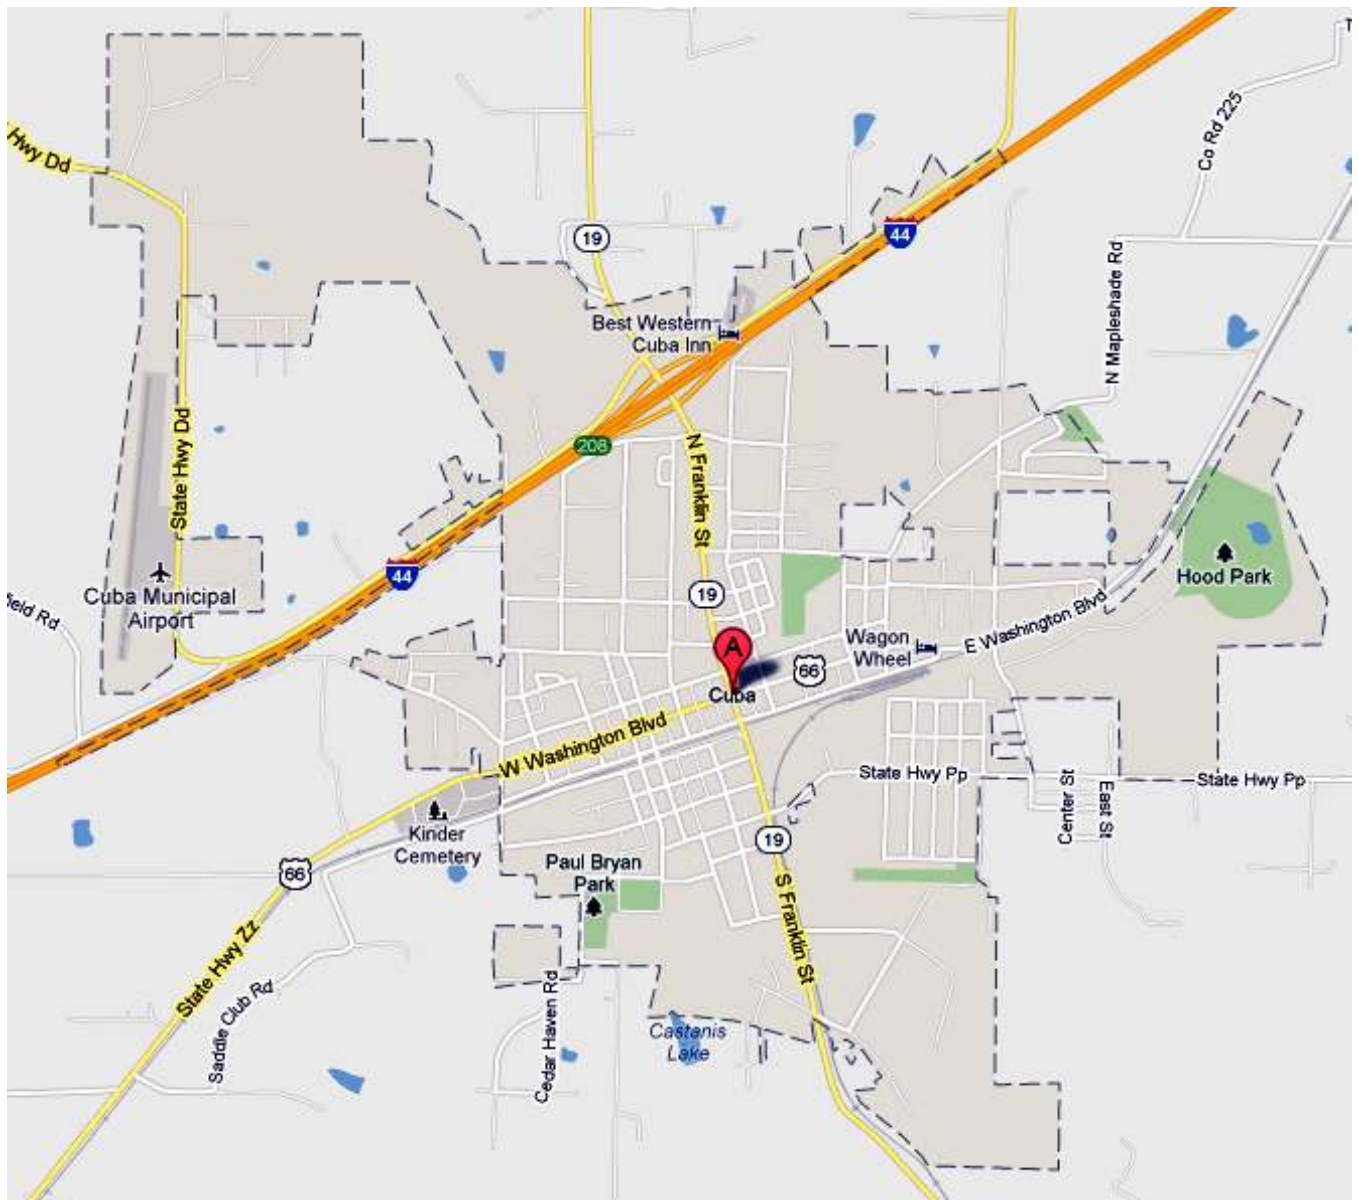 Hwy Dd
Co Rd 225
19
44
Best Western
Cuba Inn
N Mapleshade Rd
208
N Franklin St
State Hwy Dd
44
Cuba Municipal
Airport
Hood Park
field Rd
19
E Washington Blvd
Wagon
Wheel
A
66
Cuba
W Washington Blvd
State Hwy Pp
State Hwy Pp
Center St
East St
Kinder
Cemetery
19
66
Paul Bryan
Park
S Franklin St
State Hwy Zz
Saddle Club Rd
Cedar Haven Rd
Castanis
Lake